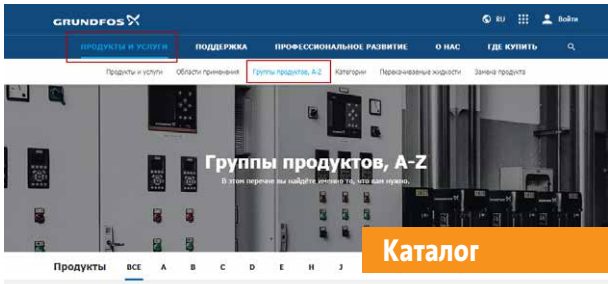 GRUNDFOS
RU Войти
ПРОДУКТЫ И УСЛУГИ ПОДДЕРЖКА ПРОФЕССИОНАЛЬНОЕ РАЗВИТИЕ О НАС ГДЕ КУПИТЬ
Продукты и услуги Области применения Группы продуктов, A-Z Категории Перекачиваемые жидкости Замена продукта
Группы продуктов, A-Z
В этом перечне вы найдёте именно то, что вам нужно.
Каталог
Продукты ВСЕ A B C D E H J